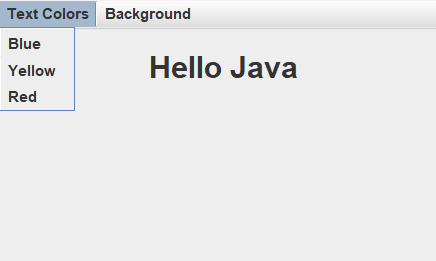 Text Colors Background
Blue
Yellow
Red
Hello Java